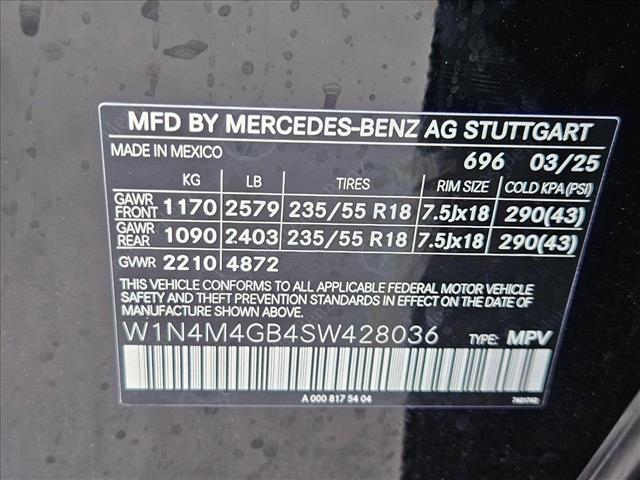 MFD BY MERCEDES-BENZ AG STUTTGART
MADE IN MEXICO 696 03/25
KG LB TIRES RIM SIZE COLD KPA(PSI)
GAWR FRONT 1170 2579 235/55 R18 7.5Jx18 290(43)
GAWR REAR 1090 2403 235/55 R18 7.5Jx18 290(43)
GVWR 2210 4872
THIS VEHICLE CONFORMS TO ALL APPLICABLE FEDERAL MOTOR VEHICLE
SAFETY AND THEFT PREVENTION STANDARDS IN EFFECT ON THE DATE OF
MANUFACTURE SHOWN ABOVE.
W1N4M4GB4SW428036 TYPE: MPV
A 000 817 54 04